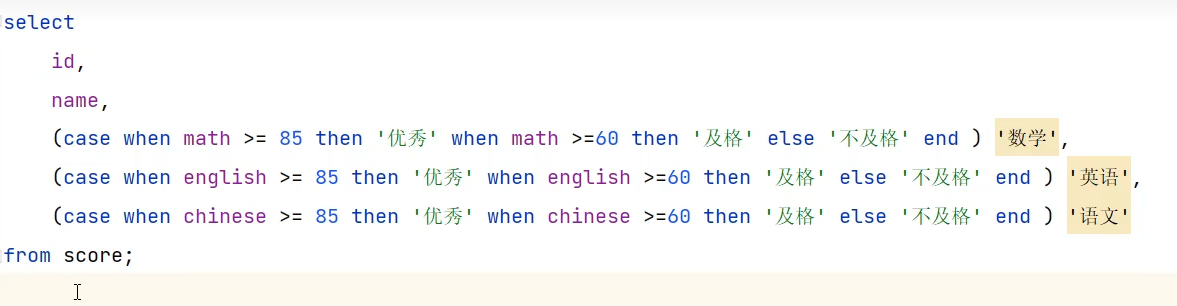 select
id,
name,
(case when math >= 85 then '优秀' when math >=60 then '及格' else '不及格' end ) '数学',
(case when english >= 85 then '优秀' when english >=60 then '及格' else '不及格' end ) '英语',
(case when chinese >= 85 then '优秀' when chinese >=60 then '及格' else '不及格' end ) '语文'
from score;